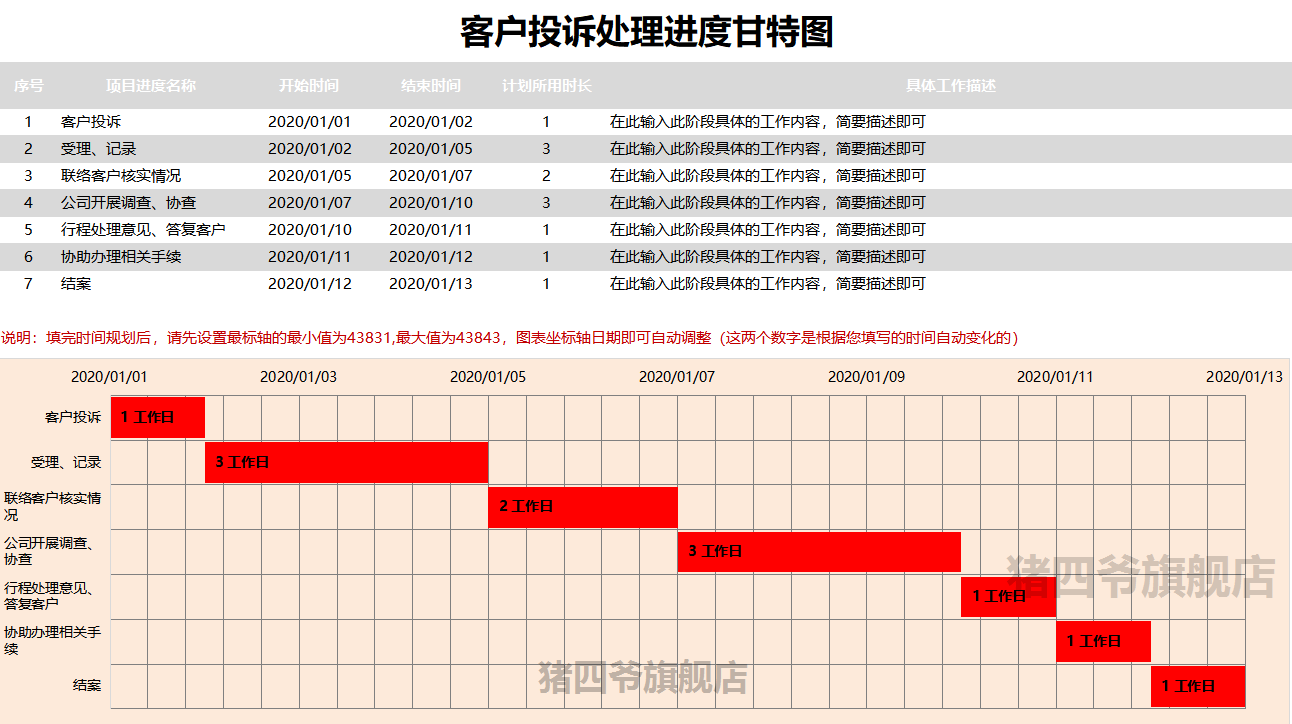 客户投诉处理进度甘特图
序号 项目进度名称 开始时间 结束时间 计划所用时长 具体工作描述
1 客户投诉 2020/01/01 2020/01/02 1 在此输入此阶段具体的工作内容，简要描述即可
2 受理、记录 2020/01/02 2020/01/05 3 在此输入此阶段具体的工作内容，简要描述即可
3 联络客户核实情况 2020/01/05 2020/01/07 2 在此输入此阶段具体的工作内容，简要描述即可
4 公司开展调查、协查 2020/01/07 2020/01/10 3 在此输入此阶段具体的工作内容，简要描述即可
5 行程处理意见、答复客户 2020/01/10 2020/01/11 1 在此输入此阶段具体的工作内容，简要描述即可
6 协助办理相关手续 2020/01/11 2020/01/12 1 在此输入此阶段具体的工作内容，简要描述即可
7 结案 2020/01/12 2020/01/13 1 在此输入此阶段具体的工作内容，简要描述即可
说明：填完时间规划后，请先设置最标轴的最小值为43831,最大值为43843，图表坐标轴日期即可自动调整（这两个数字是根据您填写的时间自动变化的）
2020/01/01 2020/01/03 2020/01/05 2020/01/07 2020/01/09 2020/01/11 2020/01/13
客户投诉 1 工作日
受理、记录 3 工作日
联络客户核实情
况
2 工作日
公司开展调查、
协查
3 工作日
猪四爷旗舰店
行程处理意见、
答复客户
1 工作日
协助办理相关手
续
1 工作日
猪四爷旗舰店
结案 1 工作日